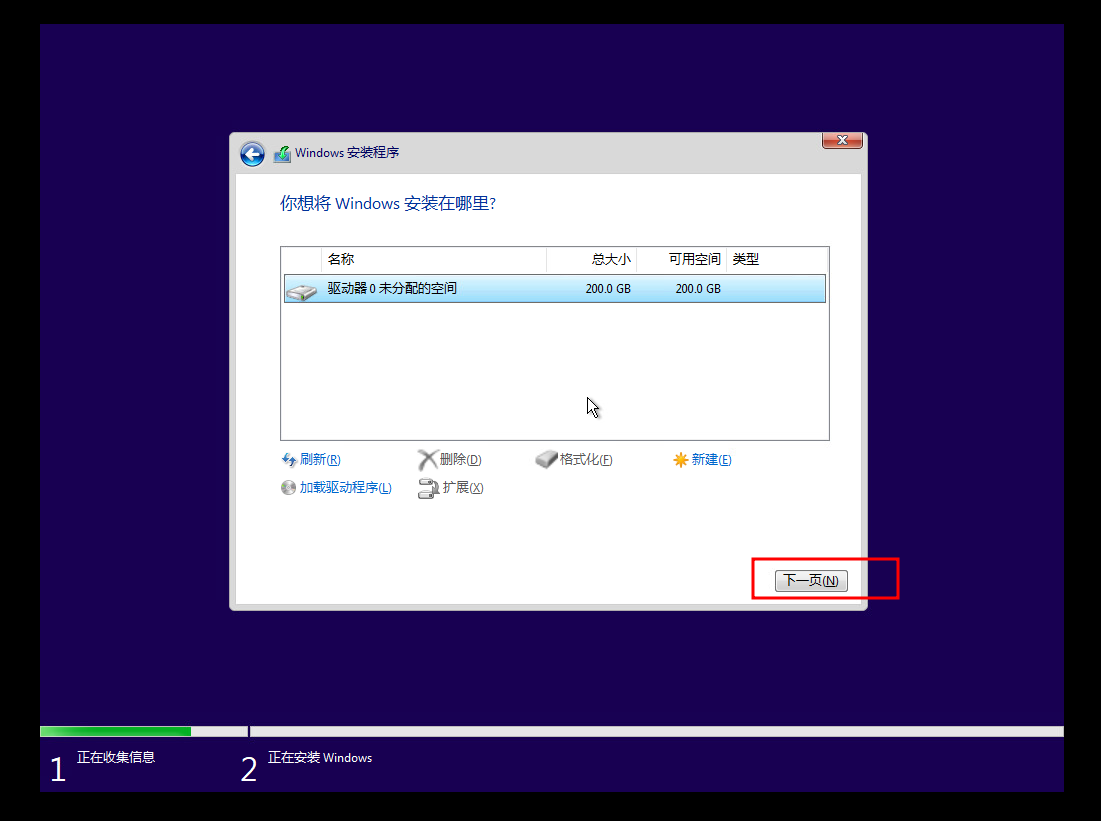 Windows 安装程序
你想将 Windows 安装在哪里?
名称 总大小 可用空间 类型
驱动器 0 未分配的空间 200.0 GB 200.0 GB
刷新(R) 删除(D) 格式化(F) 新建(E)
加载驱动程序(L) 扩展(X)
下一页(N)
1 正在收集信息 2 正在安装 Windows